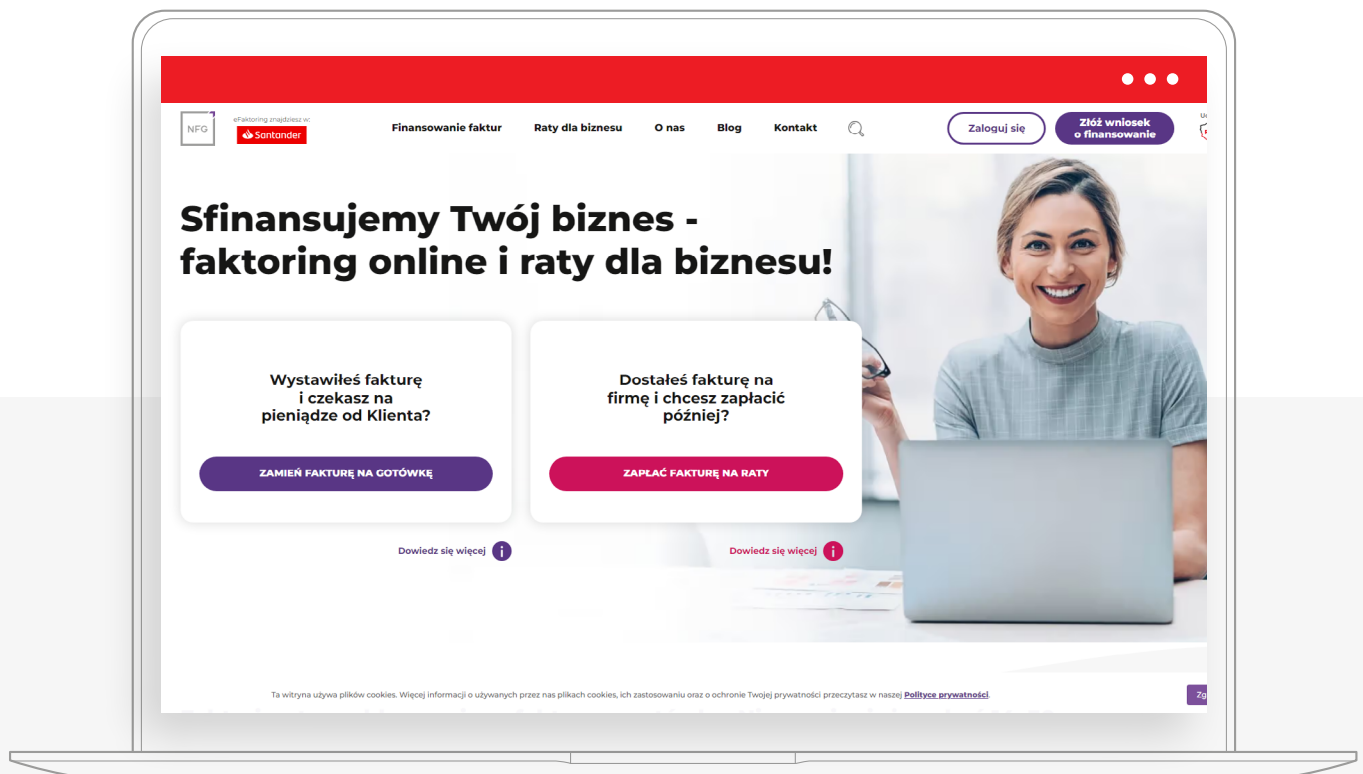 NFG
eFaktoring znajdziesz w:
Santander
Finansowanie faktur
Raty dla biznesu
O nas
Blog
Kontakt
Zaloguj się
Złóż wniosek
o finansowanie
Sfinansujemy Twój biznes -
faktoring online i raty dla biznesu!
Wystawiłeś fakturę
i czekasz na
pieniądze od Klienta?
ZAMIEŃ FAKTURĘ NA GOTÓWKĘ
Dowiedz się więcej
Dostałeś fakturę na
firmę i chcesz zapłacić
później?
ZAPŁAĆ FAKTURĘ NA RATY
Dowiedz się więcej
Ta witryna używa plików cookies. Więcej informacji o używanych przez nas plikach cookies, ich zastosowaniu oraz o ochronie Twojej prywatności przeczytasz w naszej Polityce prywatności.